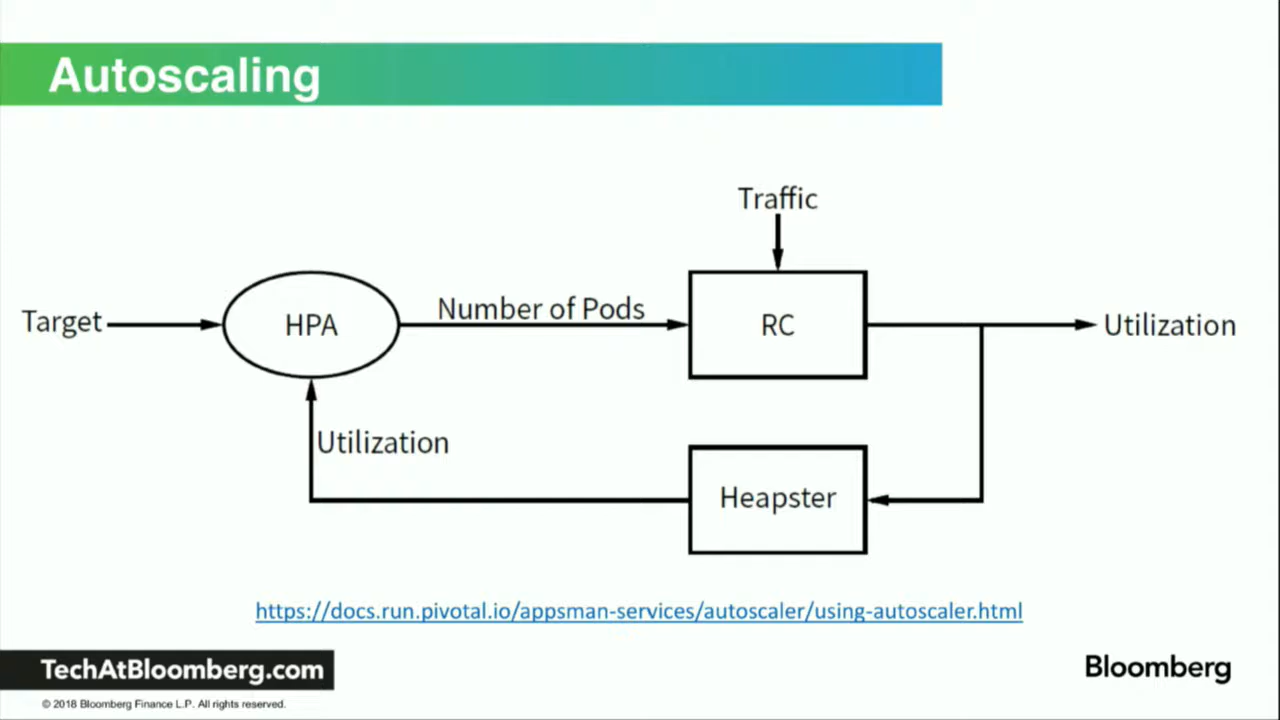 Autoscaling
Traffic
Target
HPA
Number of Pods
RC
Utilization
Utilization
Heapster
https://docs.run.pivotal.io/appsman-services/autoscaler/using-autoscaler.html
TechAtBloomberg.com
Bloomberg
© 2018 Bloomberg Finance L.P. All rights reserved.